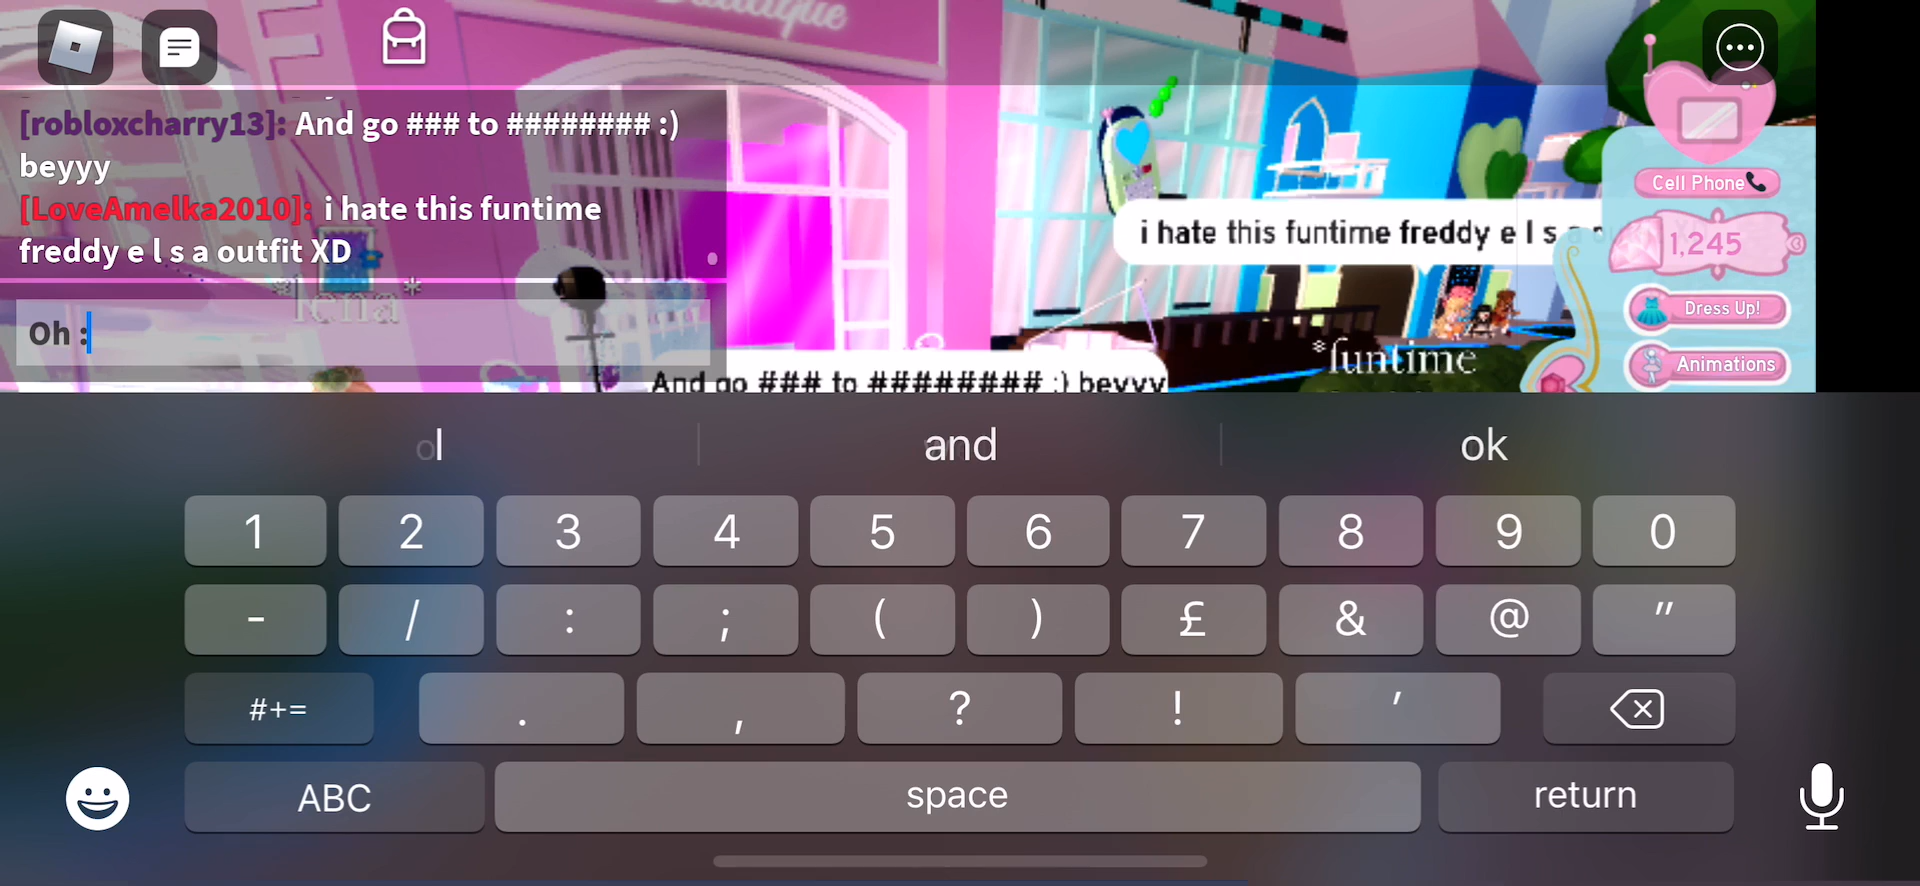 Boutique
[robloxcharry13]: And go ### to ######## :)
beyyy
[LoveAmelka2010]: i hate this funtime
freddy e l s a outfit XD
i hate this funtime freddy e l s a o
Cell Phone
1,245
Dress Up!
Animations
*lena*
Oh :
*funtime
And go ### to ######## :) beyyy
ol
and
ok
1 2 3 4 5 6 7 8 9 0
- / : ; ( ) £ & @ "
#+= . , ? ! '
ABC space return